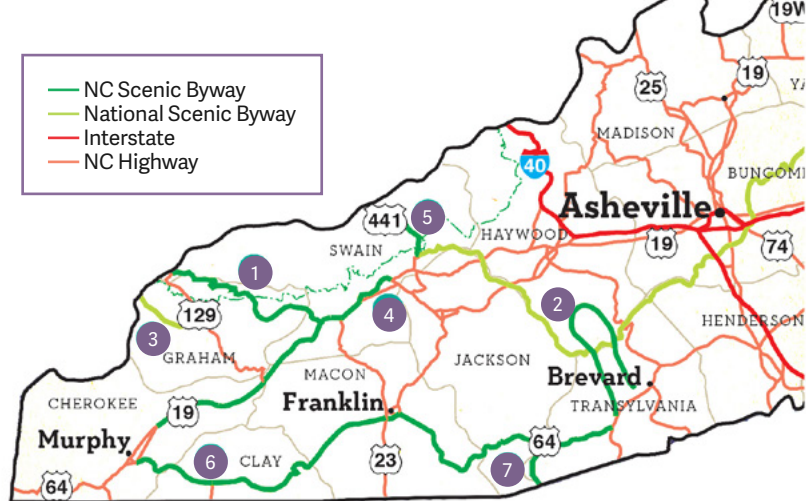 19W
NC Scenic Byway
National Scenic Byway
Interstate
NC Highway
25
19
YA
MADISON
BUNCOM
40
441
5
Asheville
HAYWOOD
SWAIN
19
74
1
2
4
129
3
HENDERSON
GRAHAM
JACKSON
MACON
Brevard
CHEROKEE
Franklin
TRANSYLVANIA
19
Murphy
64
6
CLAY
23
7
64